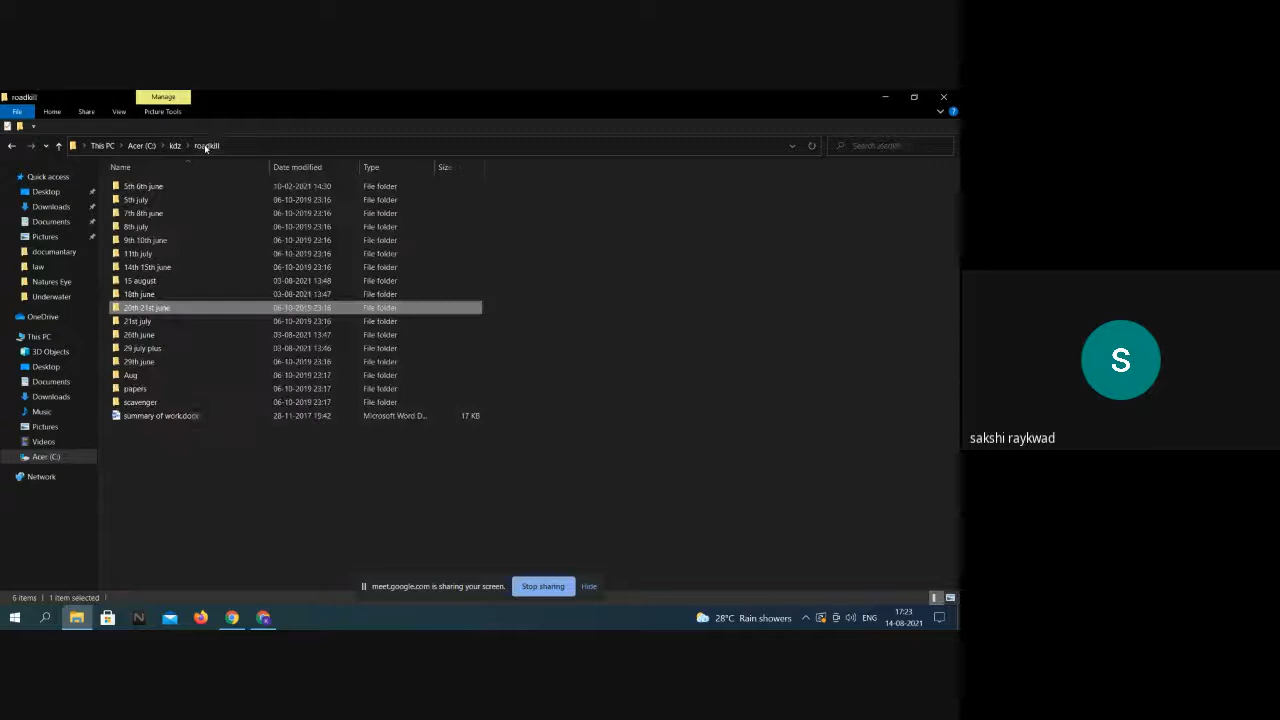 roadkill
Manage
File Home Share View Picture Tools
This PC Acer (C:) kdz roadkill
Name Date modified Type
5th 6th june 10-02-2021 14:30 File folder
5th july 06-10-2019 23:16 File folder
7th 8th june 06-10-2019 23:16 File folder
8th july 06-10-2019 23:16 File folder
9th 10th june 06-10-2019 23:16 File folder
11th july 06-10-2019 23:16 File folder
14th 15th june 06-10-2019 23:16 File folder
15 august 03-08-2021 13:48 File folder
18th june 03-08-2021 13:47 File folder
20th 21st june 06-10-2019 23:16 File folder
21st july 06-10-2019 23:16 File folder
26th june 03-08-2021 13:47 File folder
29 july plus 03-08-2021 13:46 File folder
29th june 06-10-2019 23:16 File folder
Aug 06-10-2019 23:17 File folder
papers 06-10-2019 23:17 File folder
scavenger 06-10-2019 23:17 File folder
summary of work.docx 28-11-2017 19:42 Microsoft Word D... 17 KB
Quick access
Desktop
Downloads
Documents
Pictures
documantary
law
Natures Eye
Underwater
OneDrive
This PC
3D Objects
Desktop
Documents
Downloads
Music
Pictures
Videos
Acer (C:)
Network
meet.google.com is sharing your screen. Stop sharing Hide
6 items 1 item selected
28°C Rain showers ENG 17:23
14-08-2021
S
sakshi raykwad